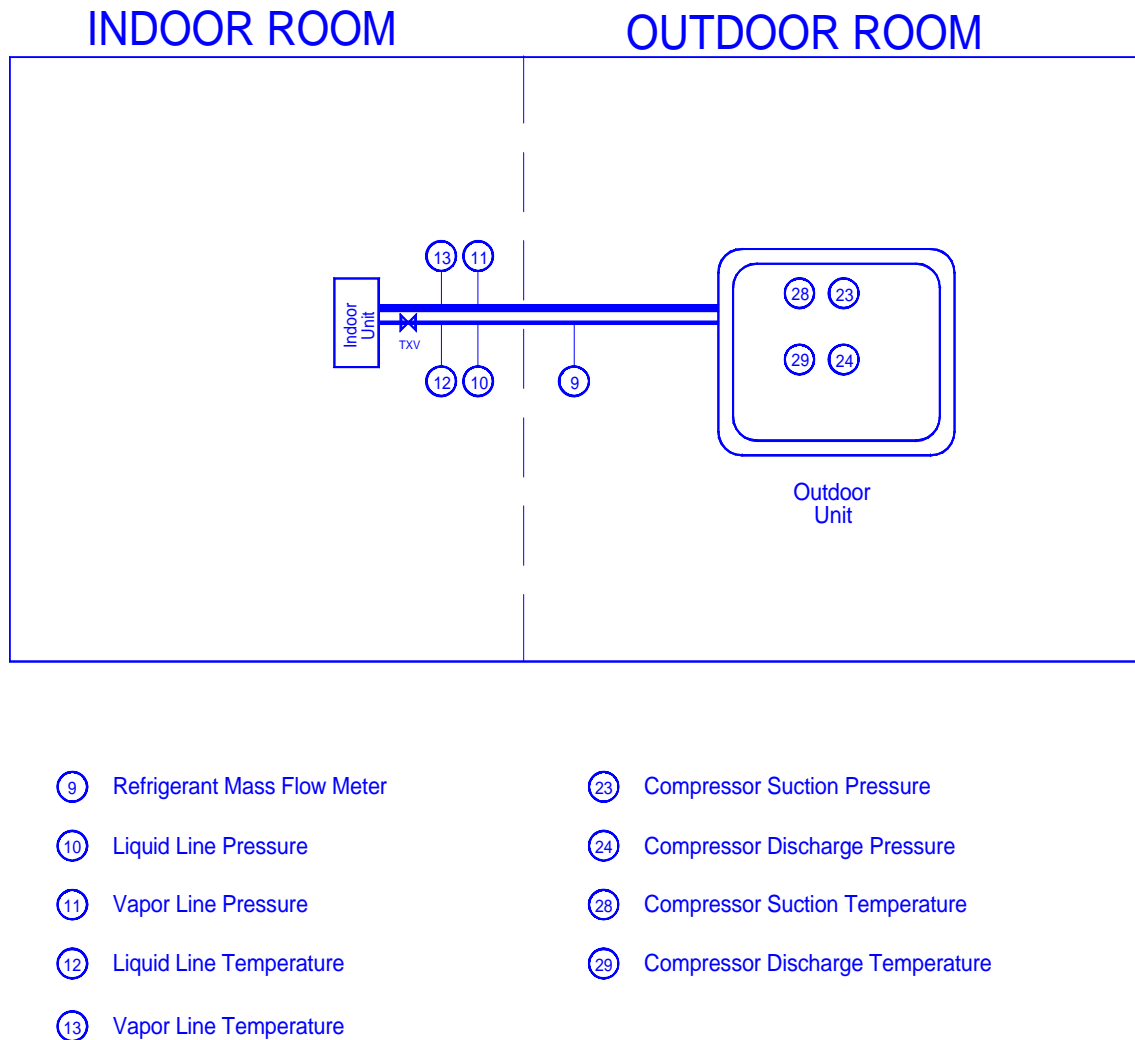 INDOOR ROOM
OUTDOOR ROOM
13
11
28
23
Indoor
Unit
TXV
29
24
12
10
9
Outdoor
Unit
9 Refrigerant Mass Flow Meter
10 Liquid Line Pressure
11 Vapor Line Pressure
12 Liquid Line Temperature
13 Vapor Line Temperature
23 Compressor Suction Pressure
24 Compressor Discharge Pressure
28 Compressor Suction Temperature
29 Compressor Discharge Temperature